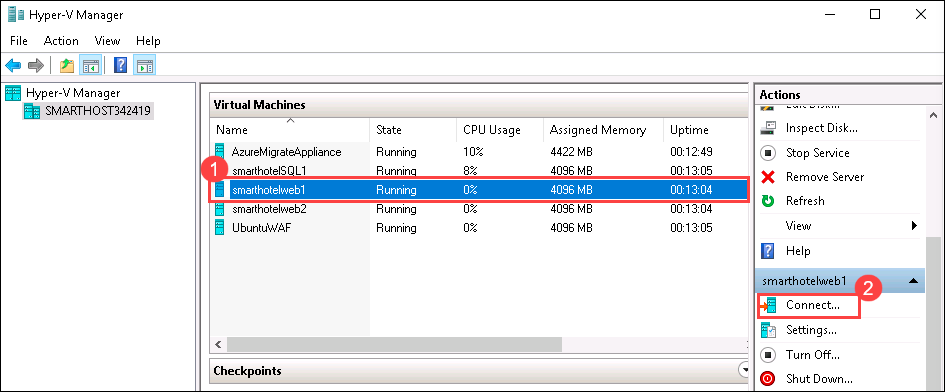 Hyper-V Manager
File Action View Help
Hyper-V Manager
SMARTHOST342419
Virtual Machines
Name State CPU Usage Assigned Memory Uptime
AzureMigrateAppliance Running 10% 4422 MB 00:12:49
smarthotelSQL1 Running 8% 4096 MB 00:13:05
1
smarthotelweb1 Running 0% 4096 MB 00:13:04
smarthotelweb2 Running 0% 4096 MB 00:13:04
UbuntuWAF Running 0% 4096 MB 00:13:05
Checkpoints
Actions
Edit Disk...
Inspect Disk...
Stop Service
Remove Server
Refresh
View
Help
smarthotelweb1
2
Connect...
Settings...
Turn Off...
Shut Down...